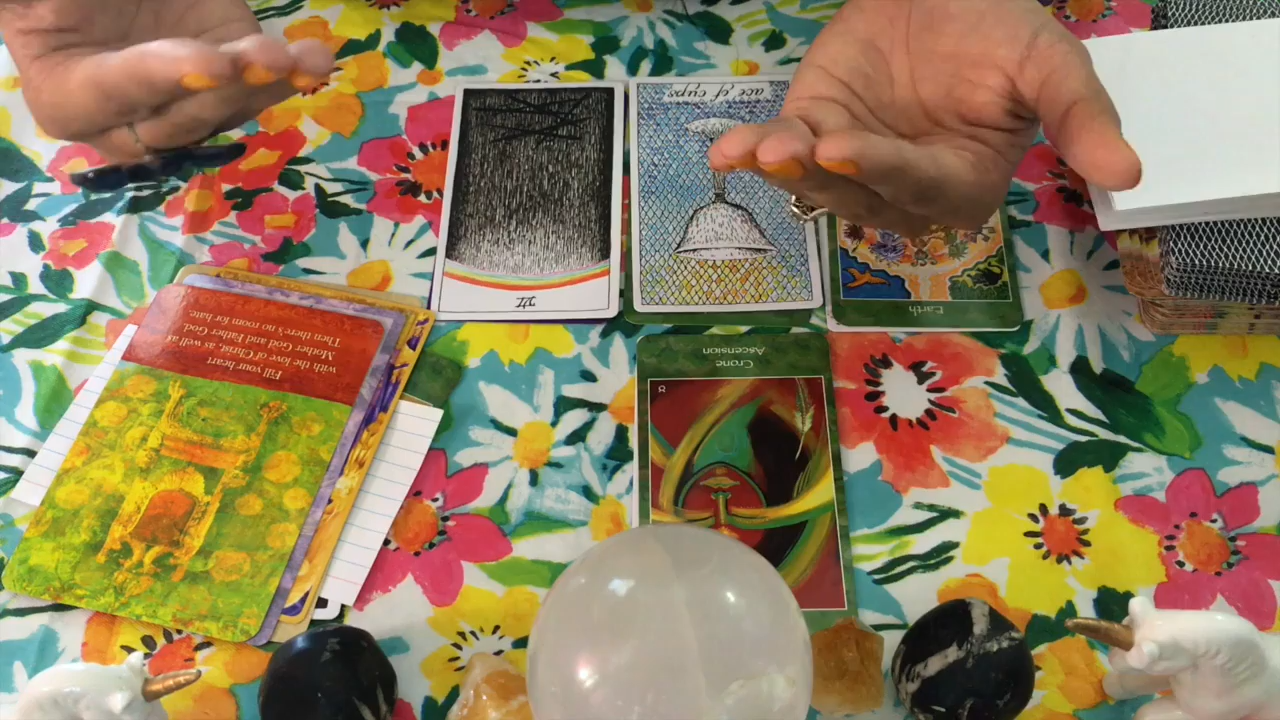 ace of cups
Earth
Fill your heart
with the love of Christ, as well as
Mother God and Father God.
Then there's no room for hate.
Crone
Ascension